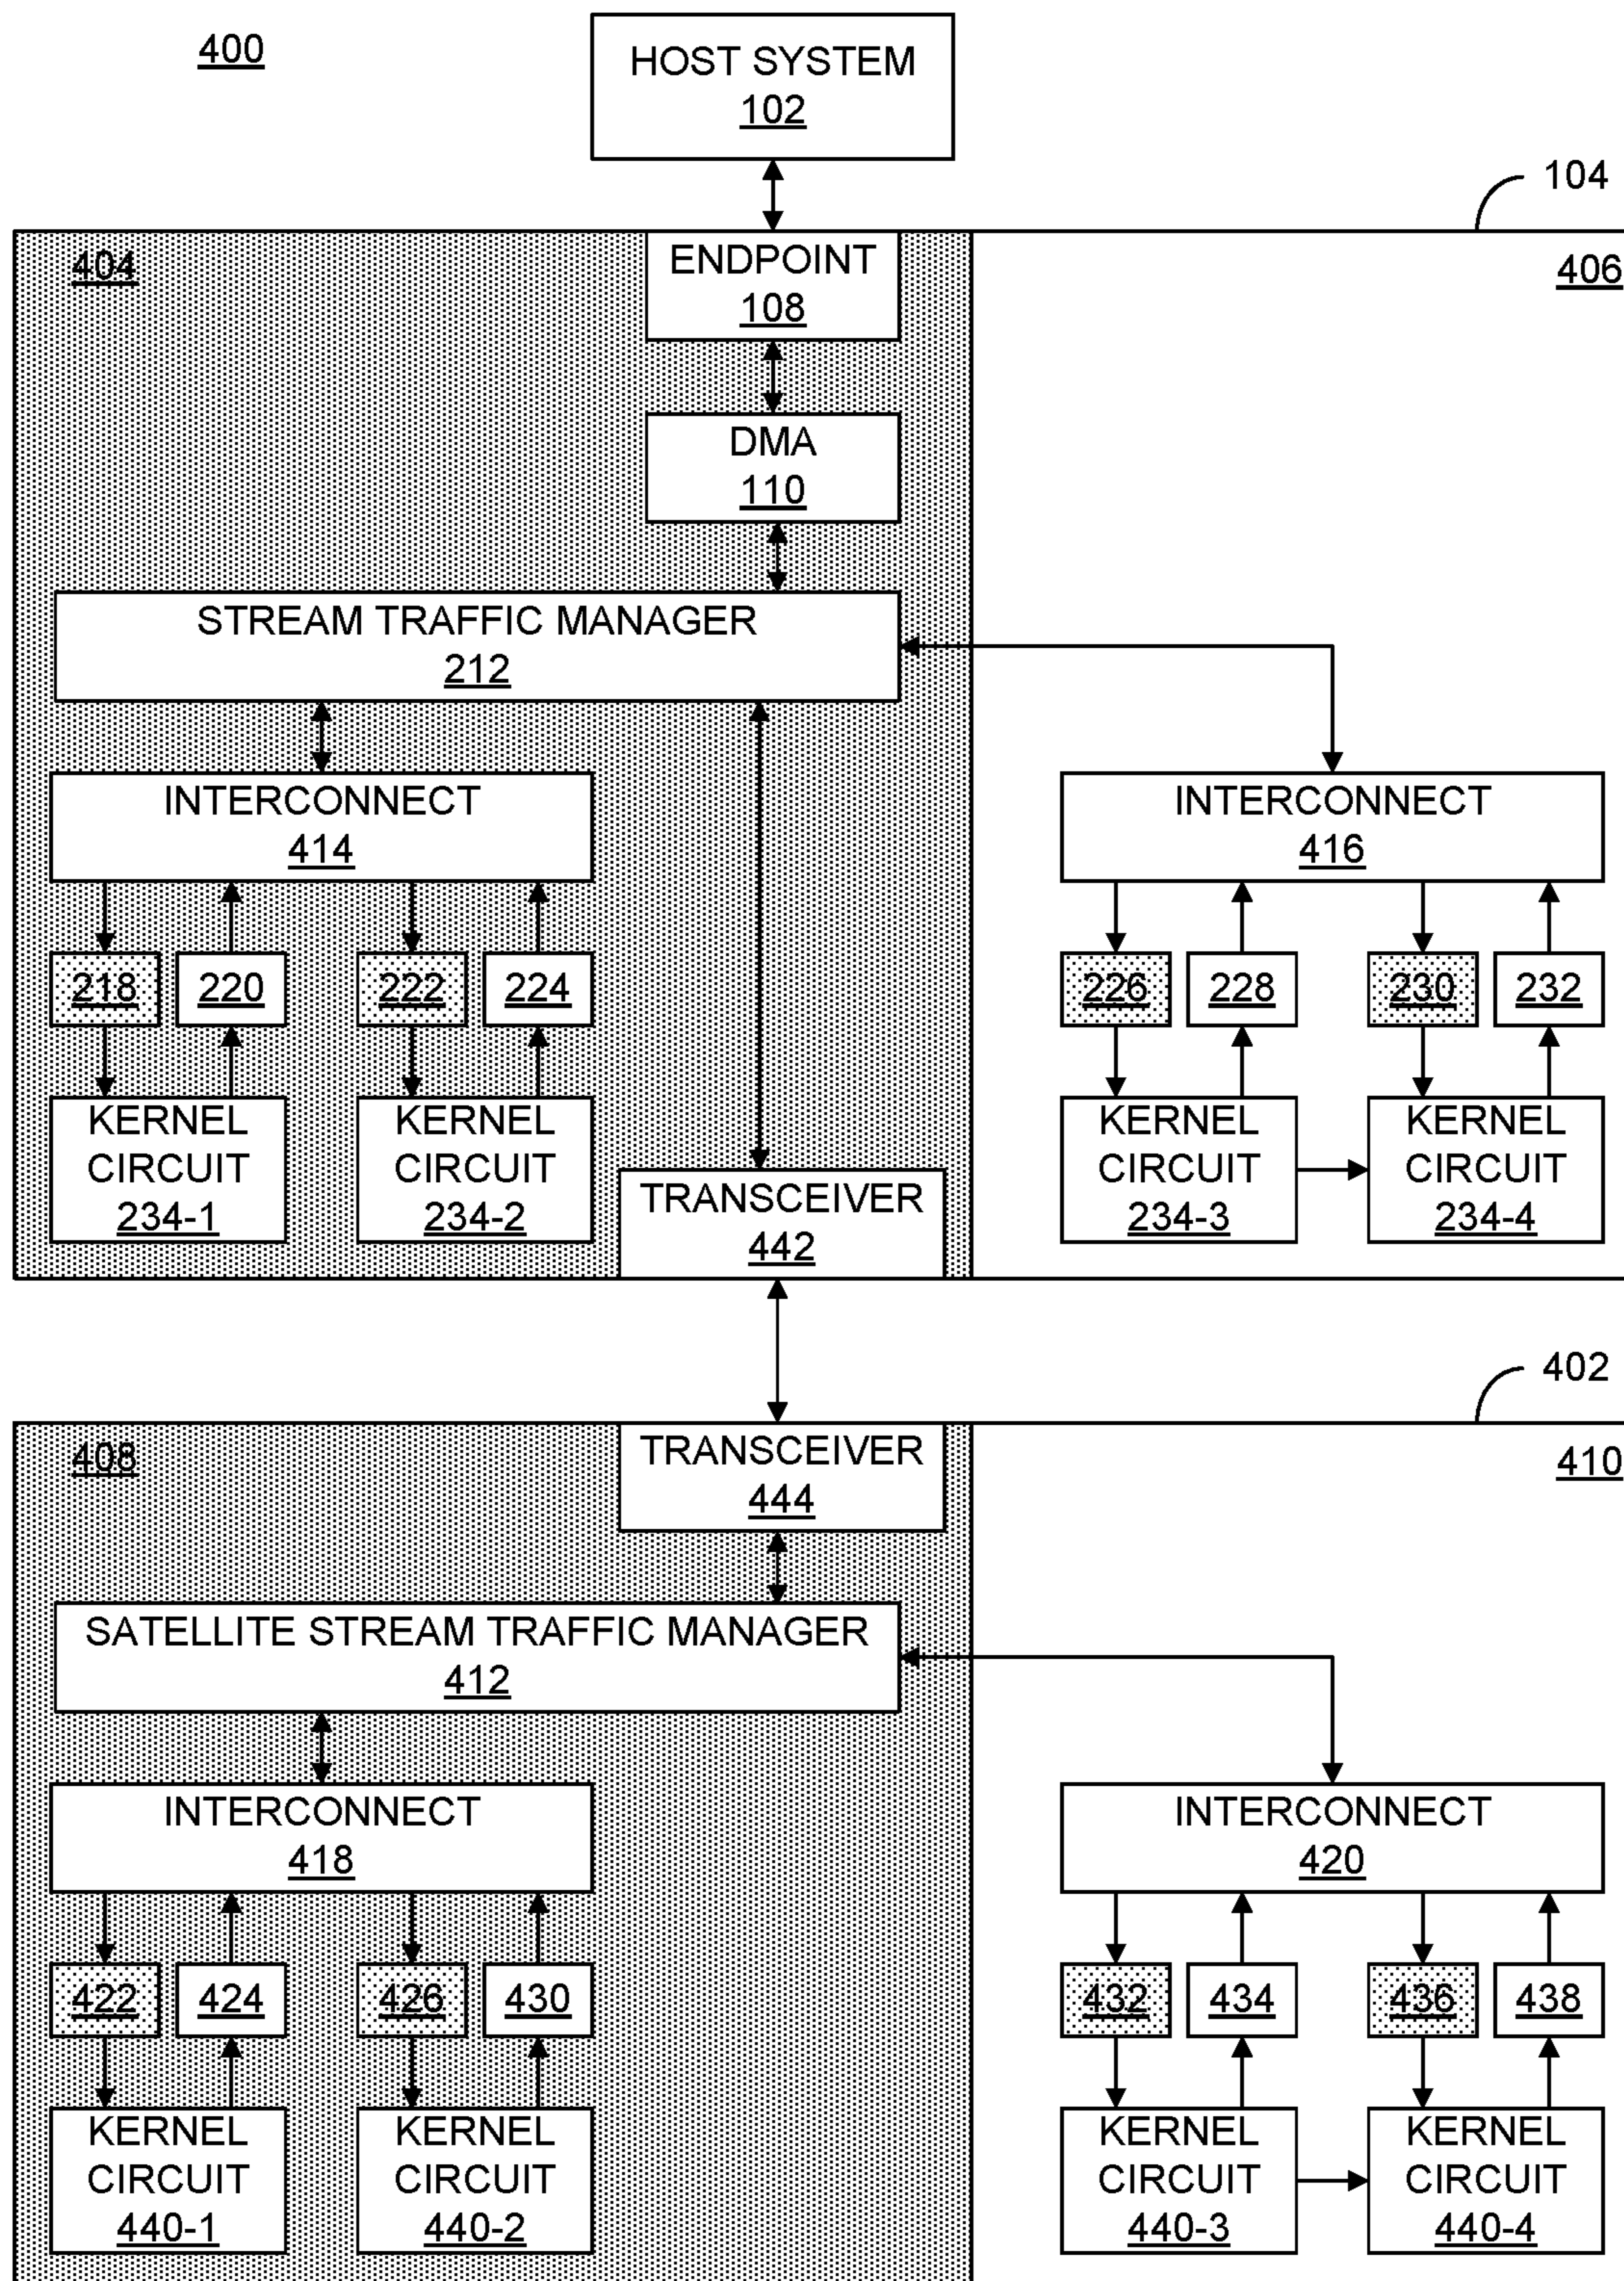 400
HOST SYSTEM
102
104
404
ENDPOINT
108
406
DMA
110
STREAM TRAFFIC MANAGER
212
INTERCONNECT
414
INTERCONNECT
416
218
220
222
224
226
228
230
232
KERNEL
CIRCUIT
234-1
KERNEL
CIRCUIT
234-2
KERNEL
CIRCUIT
234-3
KERNEL
CIRCUIT
234-4
TRANSCEIVER
442
402
408
TRANSCEIVER
444
410
SATELLITE STREAM TRAFFIC MANAGER
412
INTERCONNECT
418
INTERCONNECT
420
422
424
426
430
432
434
436
438
KERNEL
CIRCUIT
440-1
KERNEL
CIRCUIT
440-2
KERNEL
CIRCUIT
440-3
KERNEL
CIRCUIT
440-4